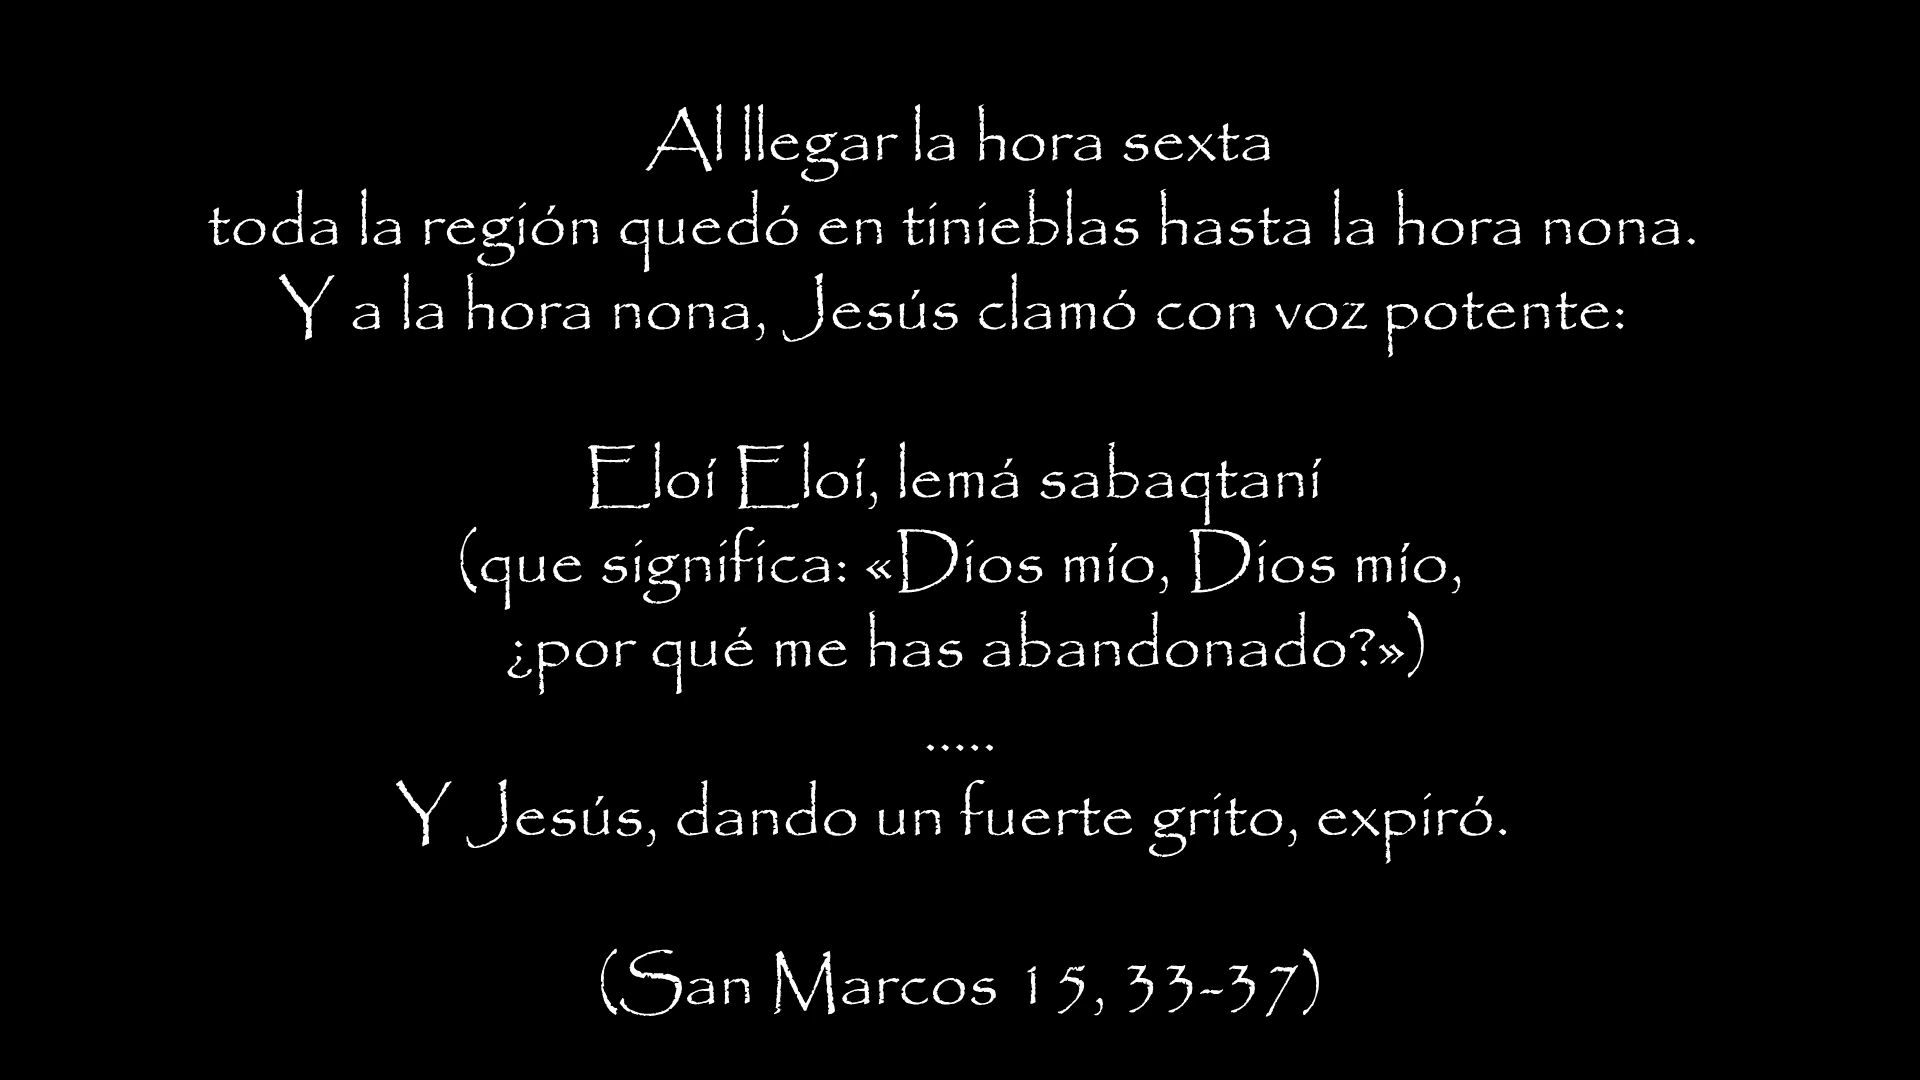 Al llegar la hora sexta
toda la región quedó en tinieblas hasta la hora nona.
Y a la hora nona, Jesús clamó con voz potente:
Eloí Eloí, lemá sabaqtaní
(que significa: «Dios mío, Dios mío,
¿por qué me has abandonado?»)
.....
Y Jesús, dando un fuerte grito, expiró.
(San Marcos 15, 33-37)